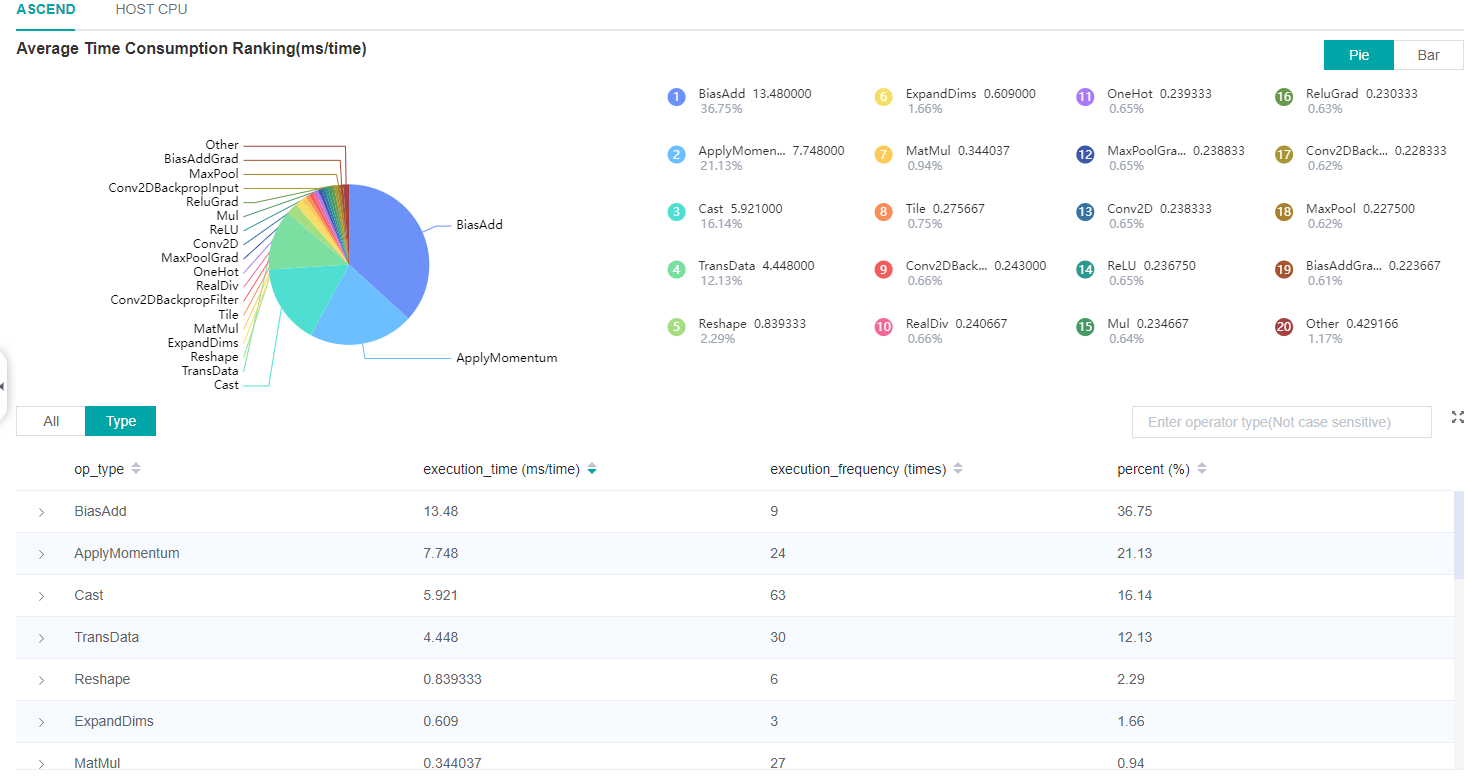 ASCEND HOST CPU
Average Time Consumption Ranking(ms/time)
Pie Bar
Other
BiasAddGrad
MaxPool
Conv2DBackpropInput
ReluGrad
Mul
ReLU
Conv2D
MaxPoolGrad
OneHot
RealDiv
Conv2DBackpropFilter
Tile
MatMul
ExpandDims
Reshape
TransData
Cast
BiasAdd
ApplyMomentum
1 BiasAdd 13.480000
36.75%
2 ApplyMomen... 7.748000
21.13%
3 Cast 5.921000
16.14%
4 TransData 4.448000
12.13%
5 Reshape 0.839333
2.29%
6 ExpandDims 0.609000
1.66%
7 MatMul 0.344037
0.94%
8 Tile 0.275667
0.75%
9 Conv2DBack... 0.243000
0.66%
10 RealDiv 0.240667
0.66%
11 OneHot 0.239333
0.65%
12 MaxPoolGra... 0.238833
0.65%
13 Conv2D 0.238333
0.65%
14 ReLU 0.236750
0.65%
15 Mul 0.234667
0.64%
16 ReluGrad 0.230333
0.63%
17 Conv2DBack... 0.228333
0.62%
18 MaxPool 0.227500
0.62%
19 BiasAddGra... 0.223667
0.61%
20 Other 0.429166
1.17%
All Type
Enter operator type(Not case sensitive)
op_type execution_time (ms/time) execution_frequency (times) percent (%)
BiasAdd 13.48 9 36.75
ApplyMomentum 7.748 24 21.13
Cast 5.921 63 16.14
TransData 4.448 30 12.13
Reshape 0.839333 6 2.29
ExpandDims 0.609 3 1.66
MatMul 0.344037 27 0.94